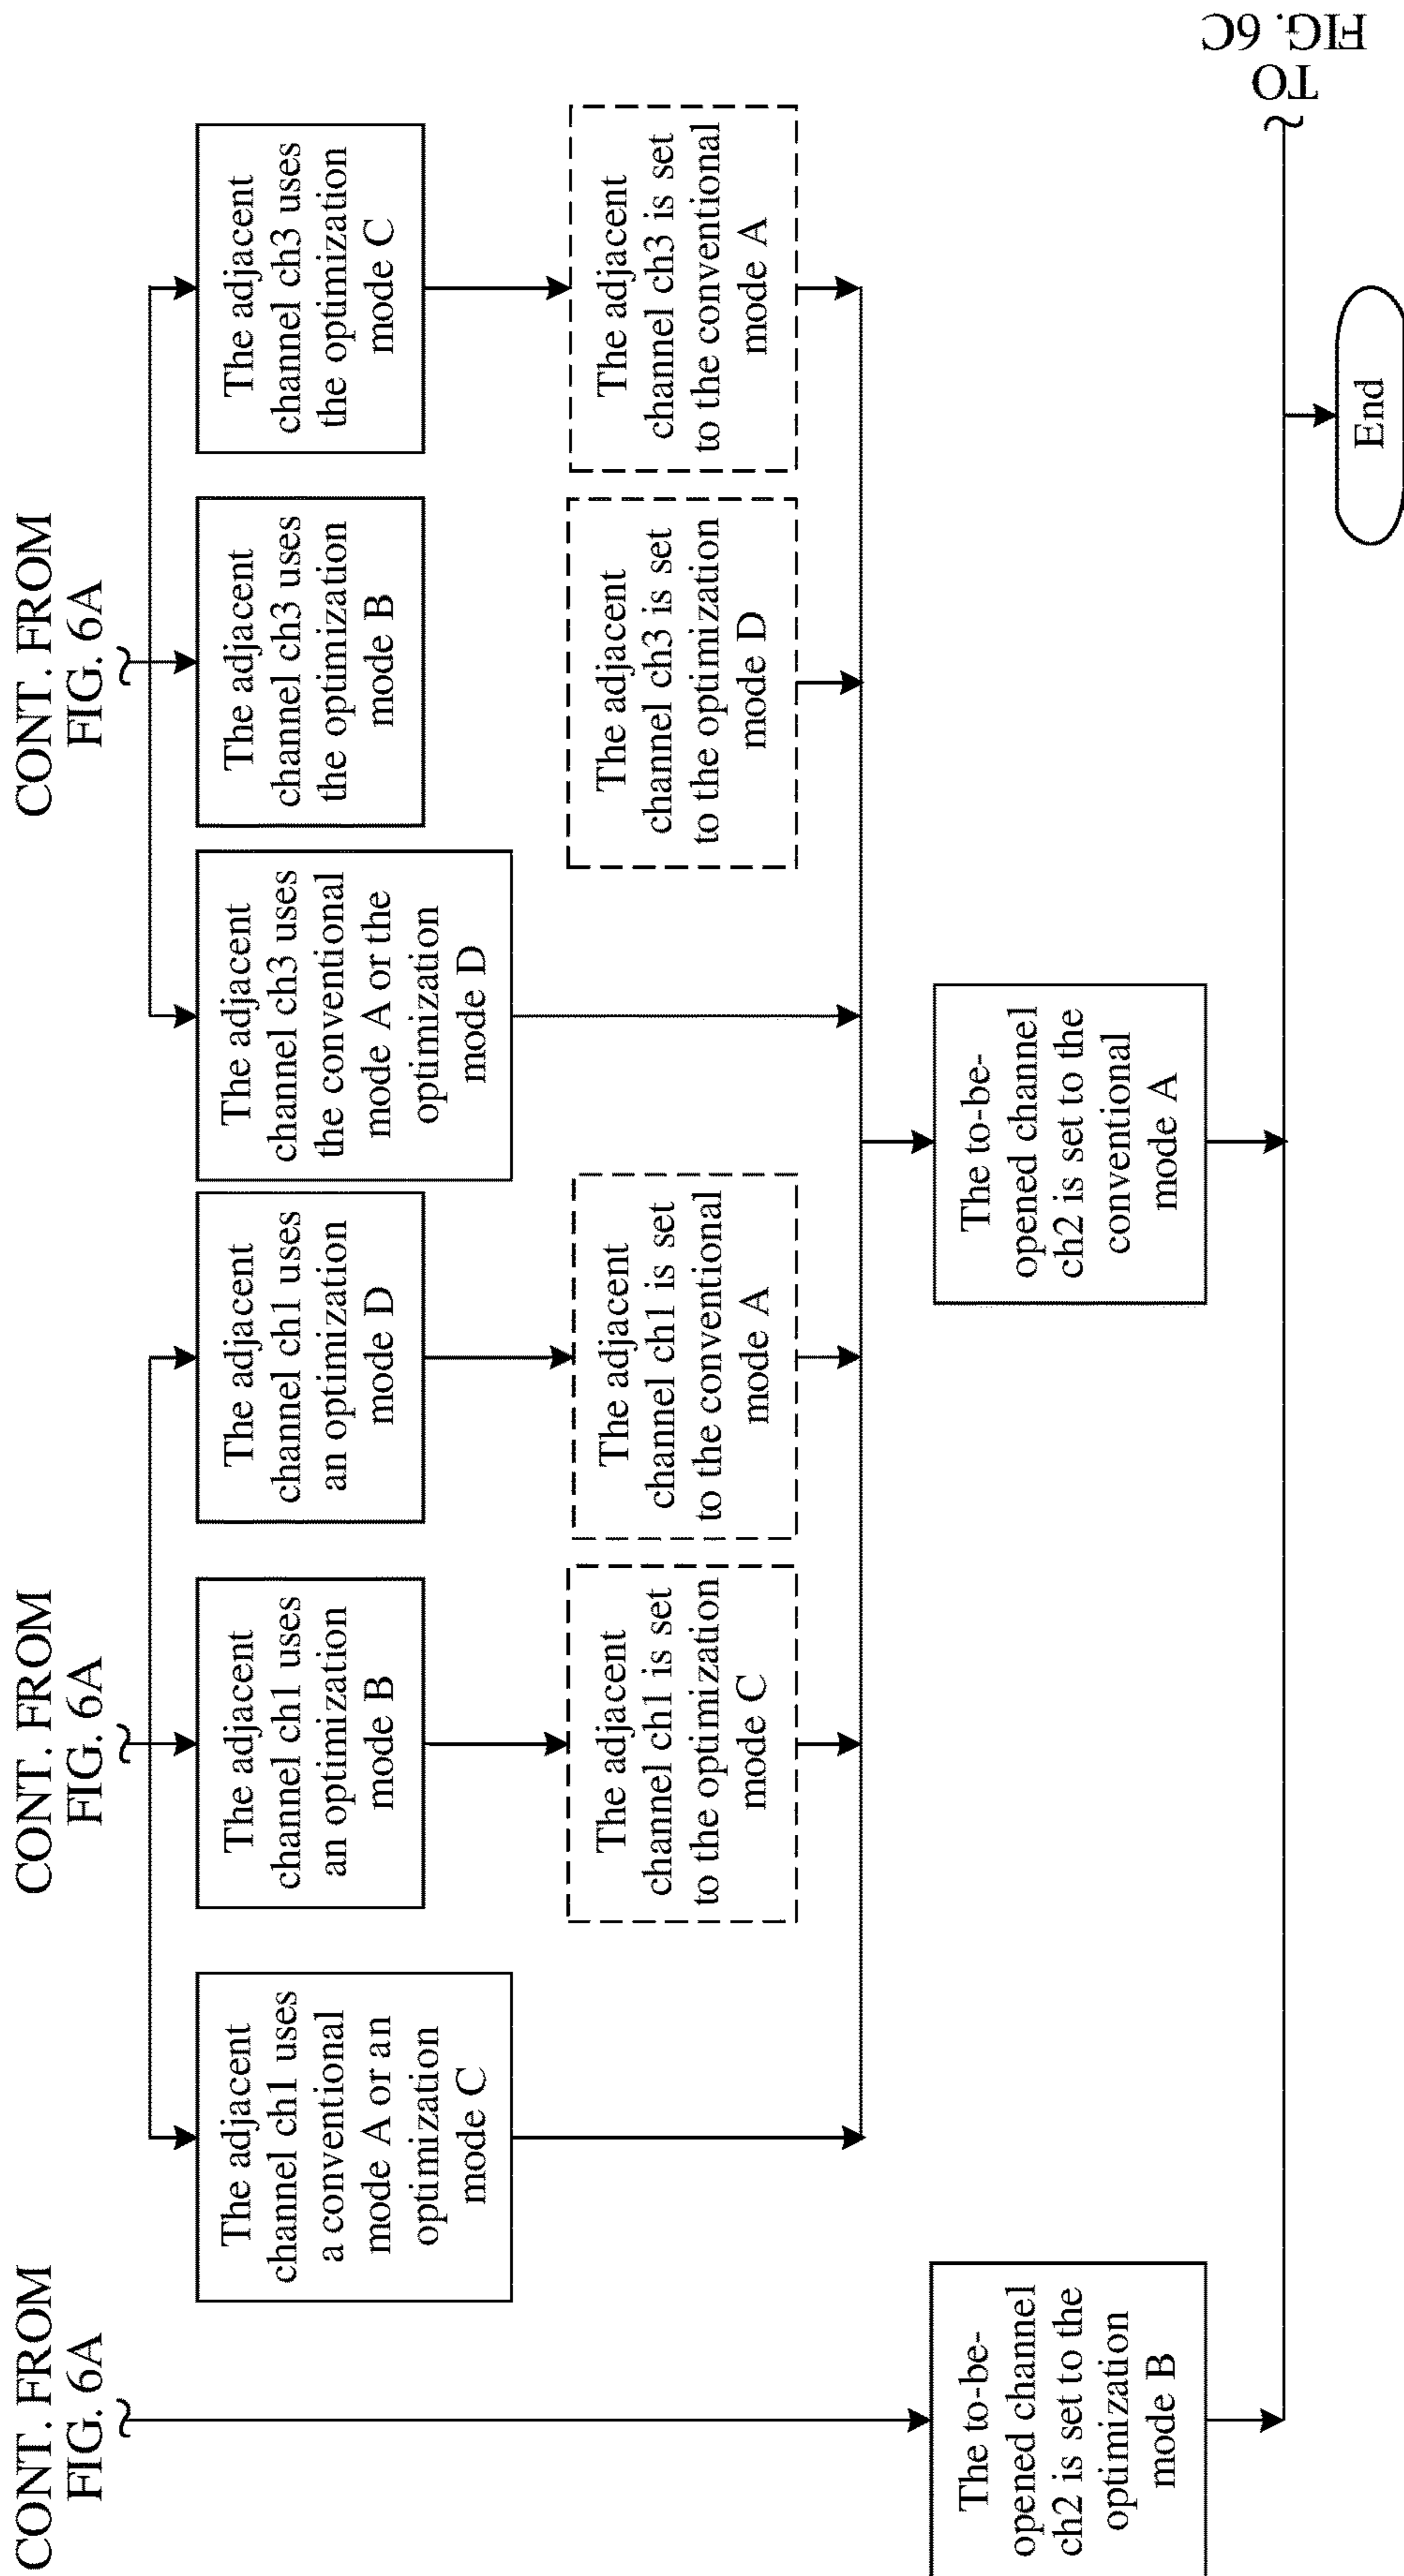 CONT. FROM
FIG. 6A
CONT. FROM
FIG. 6A
CONT. FROM
FIG. 6A
The adjacent
channel ch1 uses
a conventional
mode A or an
optimization
mode C
The adjacent
channel ch1 uses
an optimization
mode B
The adjacent
channel ch1 uses
an optimization
mode D
The adjacent
channel ch3 uses
the conventional
mode A or the
optimization
mode D
The adjacent
channel ch3 uses
the optimization
mode B
The adjacent
channel ch3 uses
the optimization
mode C
The adjacent
channel ch1 is set
to the optimization
mode C
The adjacent
channel ch1 is set
to the conventional
mode A
The adjacent
channel ch3 is set
to the optimization
mode D
The adjacent
channel ch3 is set
to the conventional
mode A
The to-be-
opened channel
ch2 is set to the
optimization
mode B
The to-be-
opened channel
ch2 is set to the
conventional
mode A
TO
FIG. 6C
End